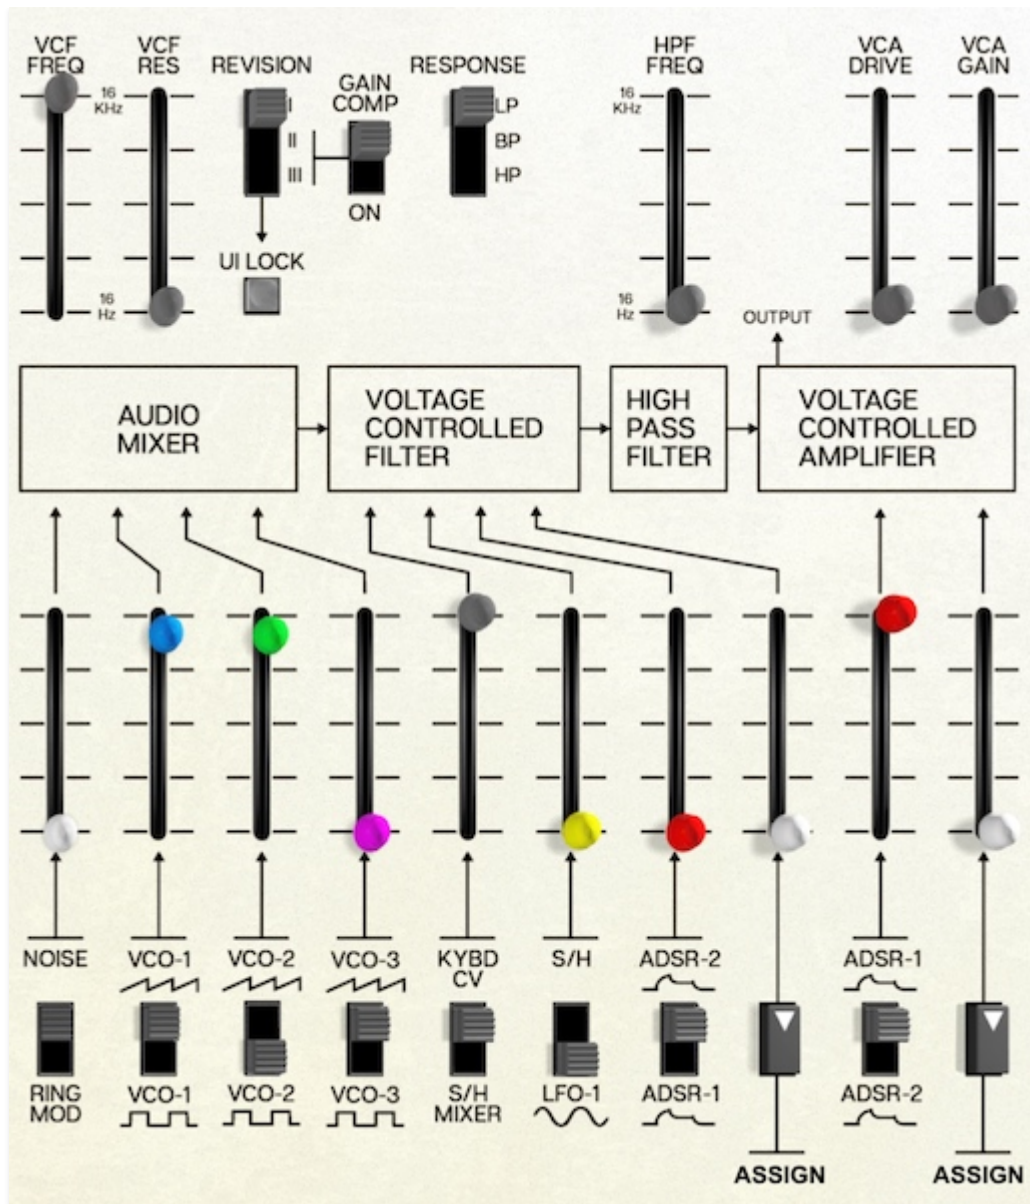 VCF
FREQ
VCF
RES
REVISION
GAIN
COMP
RESPONSE
HPF
FREQ
VCA
DRIVE
VCA
GAIN
16
KHz
I
II
III
LP
BP
HP
16
KHz
ON
UI LOCK
16
Hz
16
Hz
OUTPUT
AUDIO
MIXER
VOLTAGE
CONTROLLED
FILTER
HIGH
PASS
FILTER
VOLTAGE
CONTROLLED
AMPLIFIER
NOISE
VCO-1
VCO-2
VCO-3
KYBD
CV
S/H
ADSR-2
ADSR-1
RING
MOD
VCO-1
VCO-2
VCO-3
S/H
MIXER
LFO-1
ADSR-1
ADSR-2
ASSIGN
ASSIGN